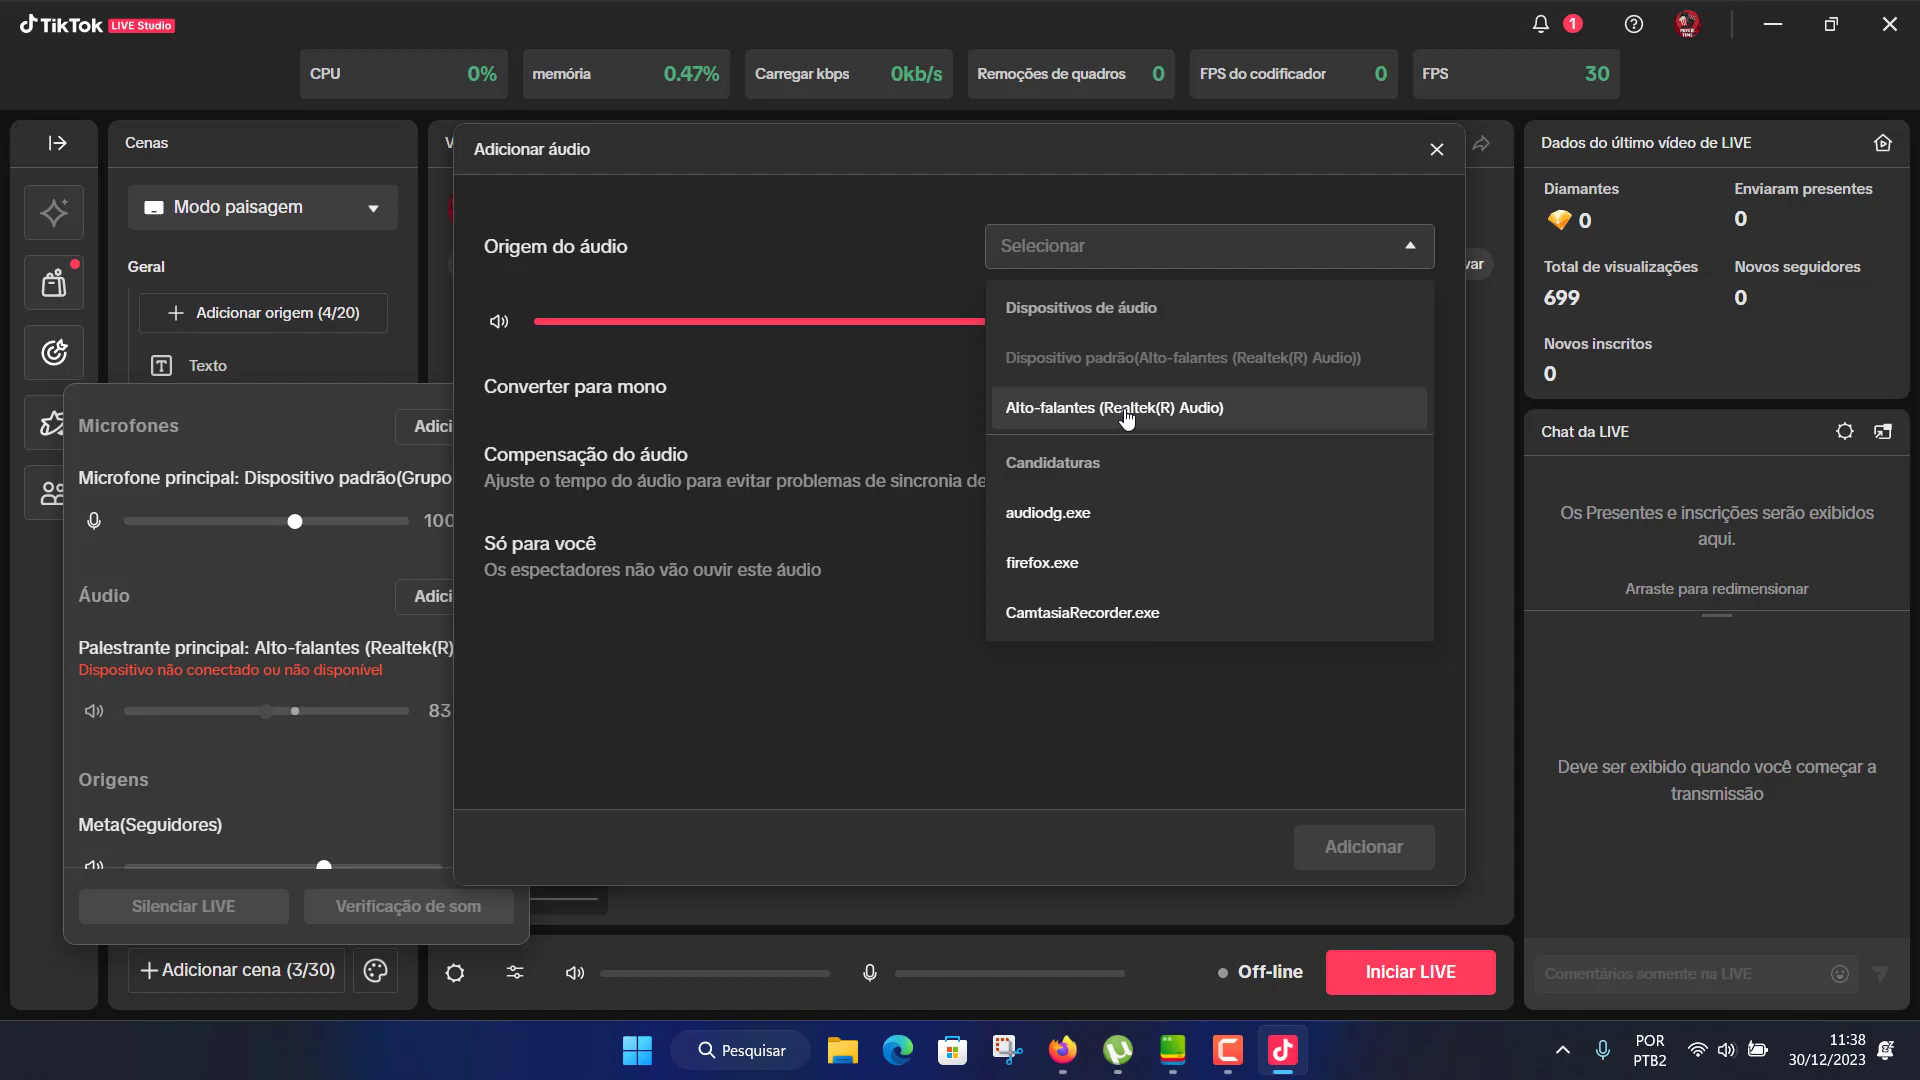 TikTok LIVE Studio
1
CPU 0%
memória 0.47%
Carregar kbps 0kb/s
Remoções de quadros 0
FPS do codificador 0
FPS 30
Cenas
Modo paisagem
Geral
Adicionar origem (4/20)
T Texto
Microfones Adici
Microfone principal: Dispositivo padrão(Grupo
100
Áudio Adici
Palestrante principal: Alto-falantes (Realtek(R)
Dispositivo não conectado ou não disponível
83
Origens
Meta(Seguidores)
Silenciar LIVE Verificação de som
Adicionar cena (3/30)
V
Adicionar áudio
var
Origem do áudio
Selecionar
Dispositivos de áudio
Dispositivo padrão(Alto-falantes (Realtek(R) Audio))
Alto-falantes (Realtek(R) Audio)
Candidaturas
audiodg.exe
firefox.exe
CamtasiaRecorder.exe
Converter para mono
Compensação do áudio
Ajuste o tempo do áudio para evitar problemas de sincronia de
Só para você
Os espectadores não vão ouvir este áudio
Adicionar
Off-line
Iniciar LIVE
Dados do último vídeo de LIVE
Diamantes Enviaram presentes
0 0
Total de visualizações Novos seguidores
699 0
Novos inscritos
0
Chat da LIVE
Os Presentes e inscrições serão exibidos
aqui.
Arraste para redimensionar
Deve ser exibido quando você começar a
transmissão
Comentários somente na LIVE
Pesquisar
POR
PTB2
11:38
30/12/2023